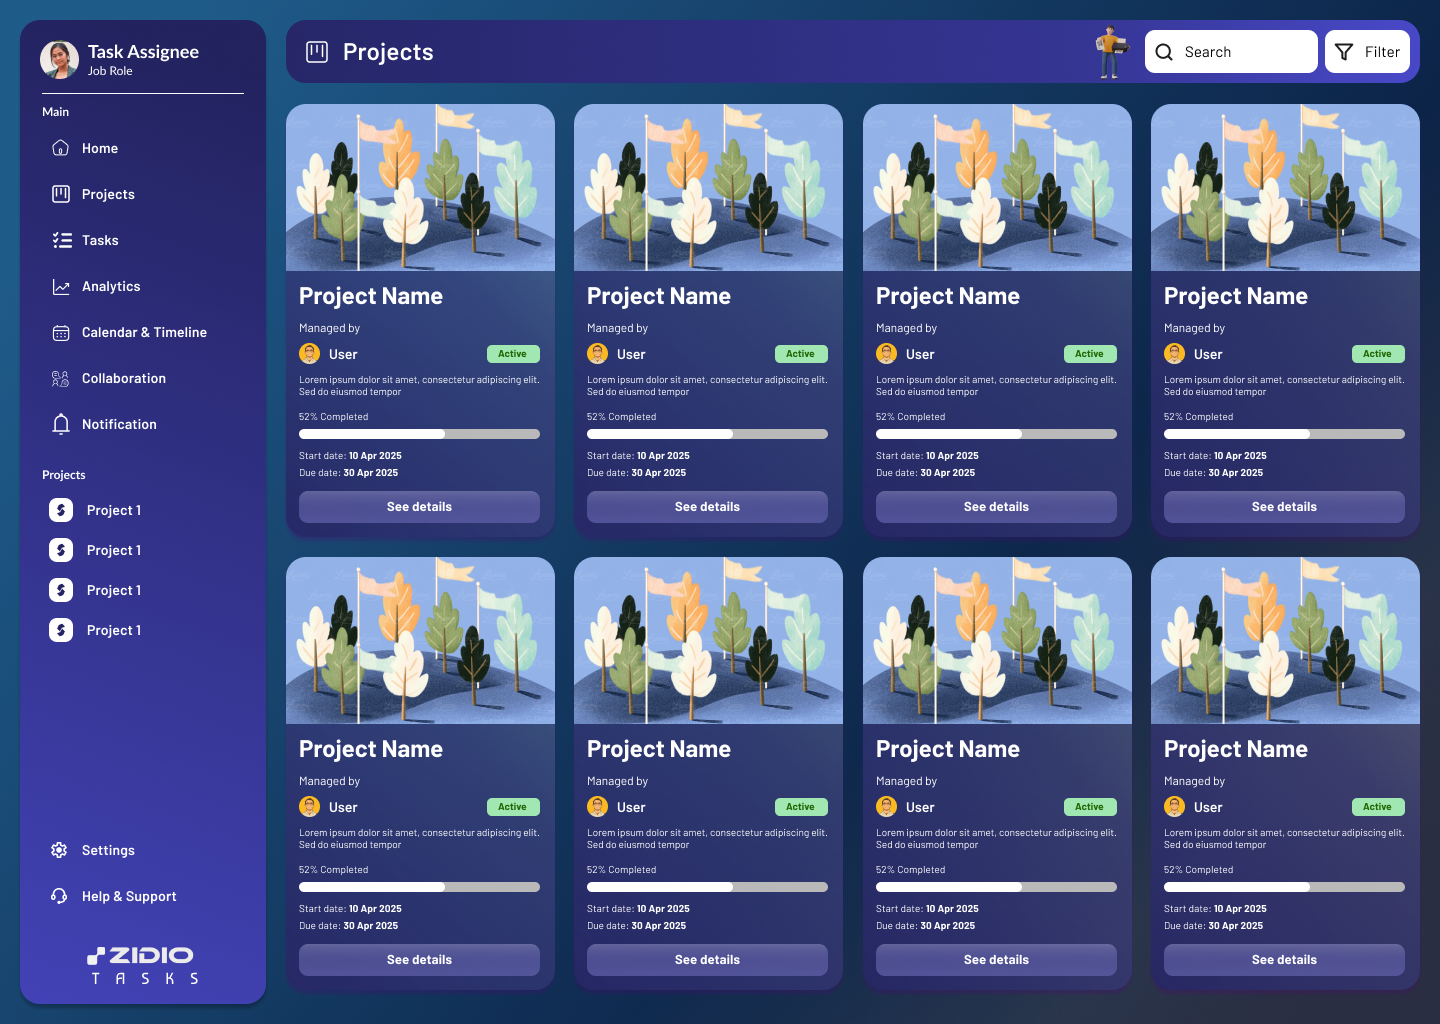 Task Assignee
Job Role
Main
Home
Projects
Tasks
Analytics
Calendar & Timeline
Collaboration
Notification
Projects
Project 1
Project 1
Project 1
Project 1
Settings
Help & Support
ZIDIO
TASKS
Projects
Search
Filter
Project Name
Managed by
User
Active
Lorem ipsum dolor sit amet, consectetur adipiscing elit.
Sed do eiusmod tempor
52% Completed
Start date: 10 Apr 2025
Due date: 30 Apr 2025
See details
Project Name
Managed by
User
Active
Lorem ipsum dolor sit amet, consectetur adipiscing elit.
Sed do eiusmod tempor
52% Completed
Start date: 10 Apr 2025
Due date: 30 Apr 2025
See details
Project Name
Managed by
User
Active
Lorem ipsum dolor sit amet, consectetur adipiscing elit.
Sed do eiusmod tempor
52% Completed
Start date: 10 Apr 2025
Due date: 30 Apr 2025
See details
Project Name
Managed by
User
Active
Lorem ipsum dolor sit amet, consectetur adipiscing elit.
Sed do eiusmod tempor
52% Completed
Start date: 10 Apr 2025
Due date: 30 Apr 2025
See details
Project Name
Managed by
User
Active
Lorem ipsum dolor sit amet, consectetur adipiscing elit.
Sed do eiusmod tempor
52% Completed
Start date: 10 Apr 2025
Due date: 30 Apr 2025
See details
Project Name
Managed by
User
Active
Lorem ipsum dolor sit amet, consectetur adipiscing elit.
Sed do eiusmod tempor
52% Completed
Start date: 10 Apr 2025
Due date: 30 Apr 2025
See details
Project Name
Managed by
User
Active
Lorem ipsum dolor sit amet, consectetur adipiscing elit.
Sed do eiusmod tempor
52% Completed
Start date: 10 Apr 2025
Due date: 30 Apr 2025
See details
Project Name
Managed by
User
Active
Lorem ipsum dolor sit amet, consectetur adipiscing elit.
Sed do eiusmod tempor
52% Completed
Start date: 10 Apr 2025
Due date: 30 Apr 2025
See details